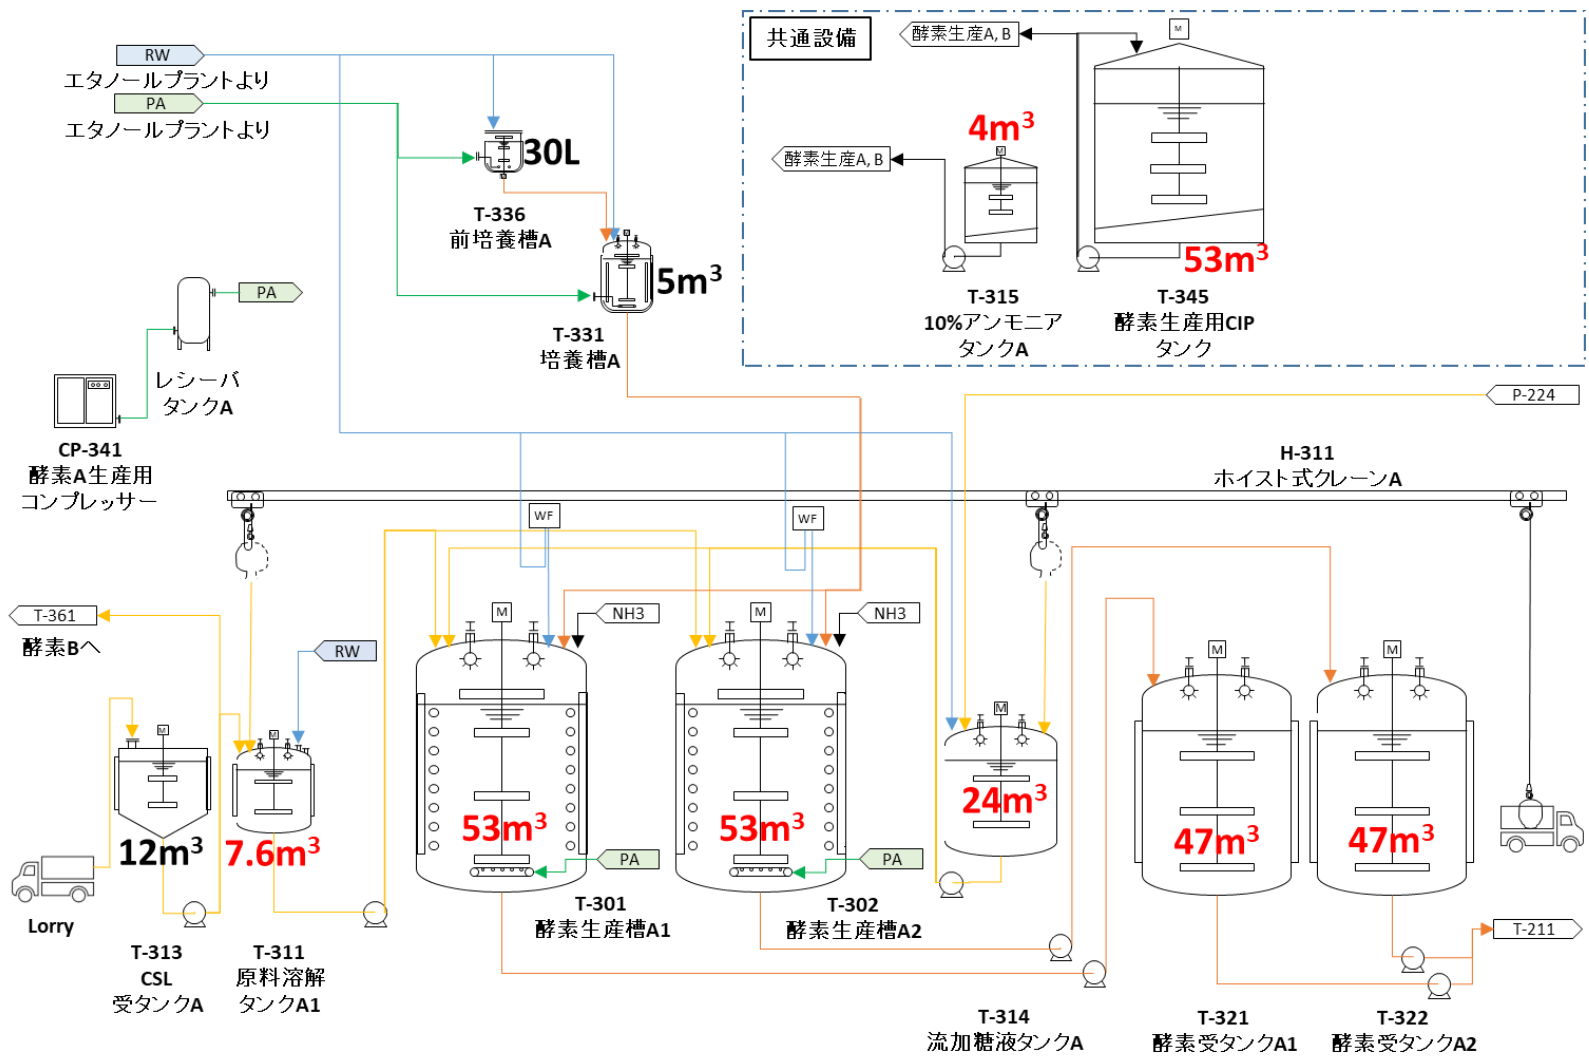 共通設備
酵素生産A, B
M
RW
エタノールプラントより
PA
エタノールプラントより
4m³
M
30L
酵素生産A, B
T-336
前培養槽A
M
5m³
53m³
PA
T-315
10%アンモニア
タンクA
T-345
酵素生産用CIP
タンク
T-331
培養槽A
レシーバ
タンクA
P-224
CP-341
酵素A生産用
コンプレッサー
H-311
ホイスト式クレーンA
WF
WF
T-361
酵素Bへ
M
NH3
M
NH3
RW
M
M
M
M
M
53m³
53m³
24m³
47m³
47m³
12m³
7.6m³
PA
PA
Lorry
T-301
酵素生産槽A1
T-302
酵素生産槽A2
T-211
T-313
CSL
受タンクA
T-311
原料溶解
タンクA1
T-314
流加糖液タンクA
T-321
酵素受タンクA1
T-322
酵素受タンクA2